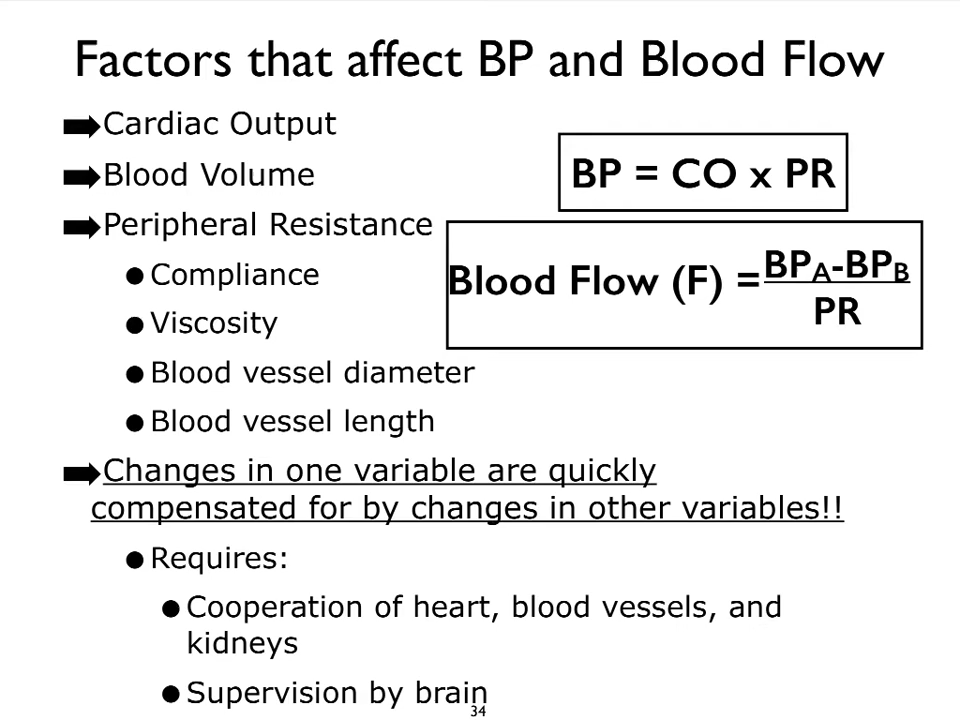 Factors that affect BP and Blood Flow
➡Cardiac Output
➡Blood Volume
➡Peripheral Resistance
•Compliance
•Viscosity
•Blood vessel diameter
•Blood vessel length
BP = CO x PR
Blood Flow (F) = BPA-BPB
PR
➡Changes in one variable are quickly
compensated for by changes in other variables!!
•Requires:
•Cooperation of heart, blood vessels, and
kidneys
•Supervision by brain
34